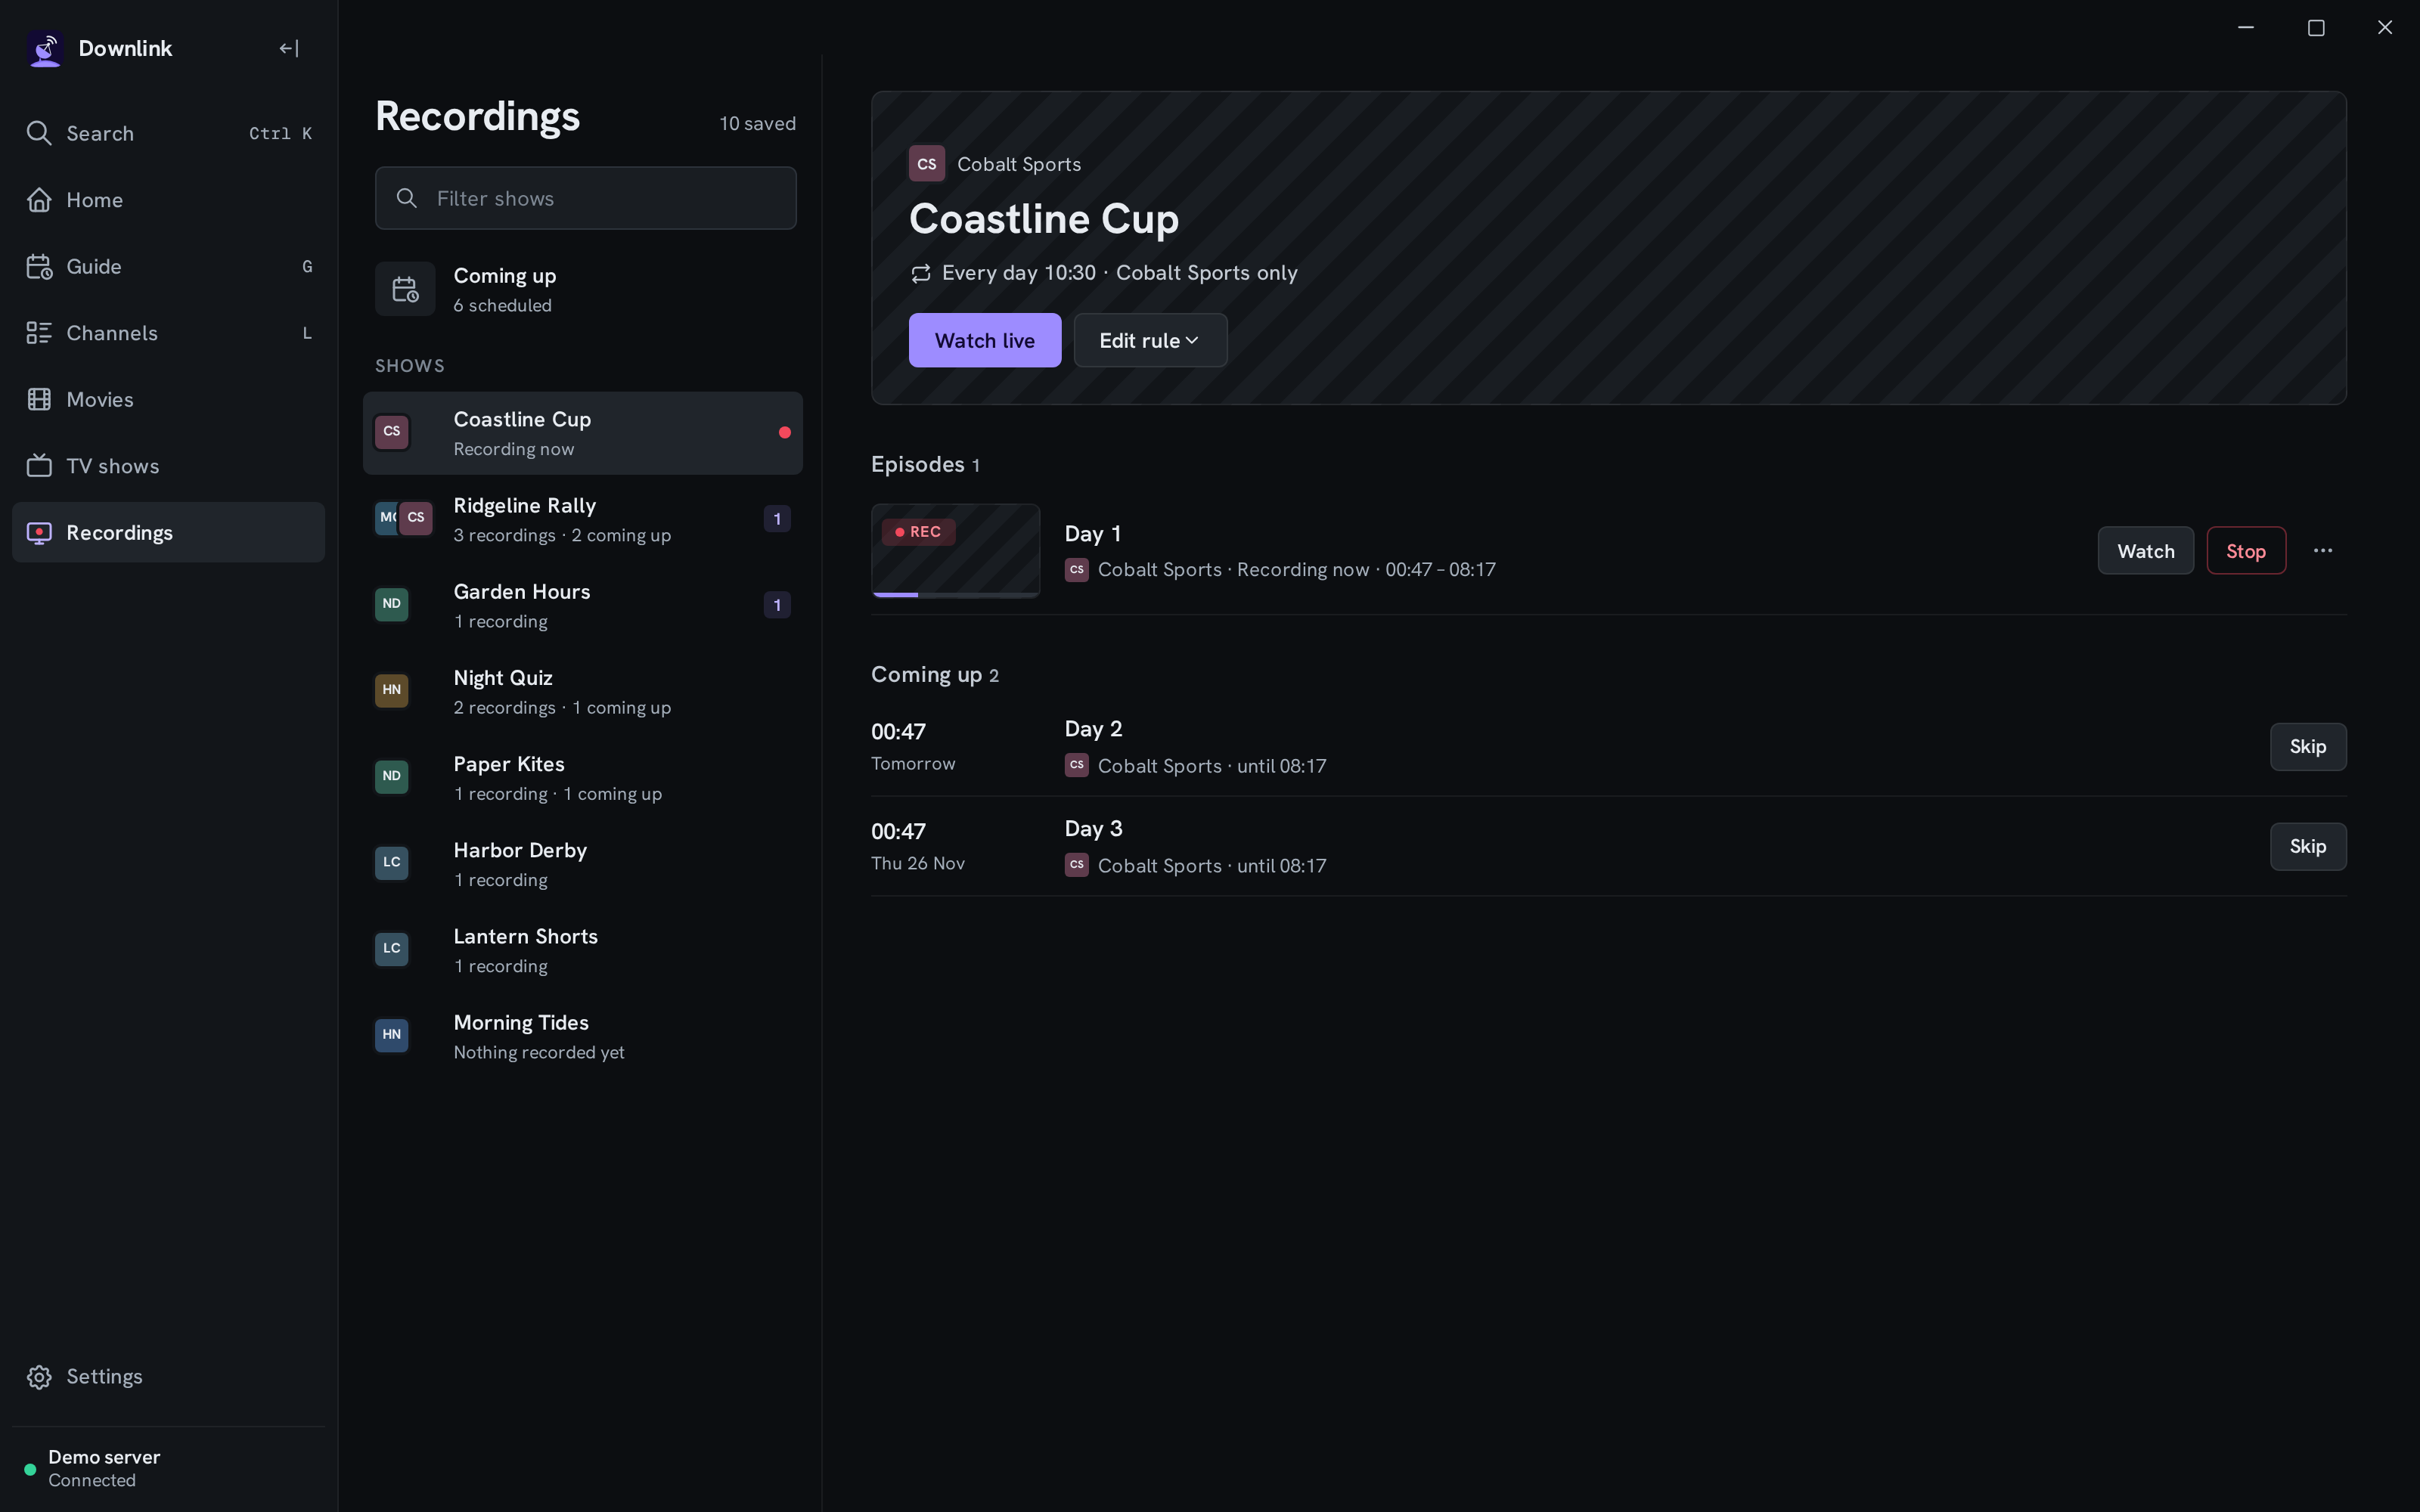 Downlink
Search Ctrl K
Home
Guide G
Channels L
Movies
TV shows
Recordings
Settings
Demo server
Connected
Recordings 10 saved
Filter shows
Coming up
6 scheduled
SHOWS
CS Coastline Cup
Recording now
CS Ridgeline Rally 1
3 recordings · 2 coming up
ND Garden Hours 1
1 recording
HN Night Quiz
2 recordings · 1 coming up
ND Paper Kites
1 recording · 1 coming up
LC Harbor Derby
1 recording
LC Lantern Shorts
1 recording
HN Morning Tides
Nothing recorded yet
CS Cobalt Sports
Coastline Cup
Every day 10:30 · Cobalt Sports only
Watch live Edit rule
Episodes 1
REC Day 1
CS Cobalt Sports · Recording now · 00:47 – 08:17
Watch Stop
Coming up 2
00:47 Day 2
Tomorrow CS Cobalt Sports · until 08:17
Skip
00:47 Day 3
Thu 26 Nov CS Cobalt Sports · until 08:17
Skip